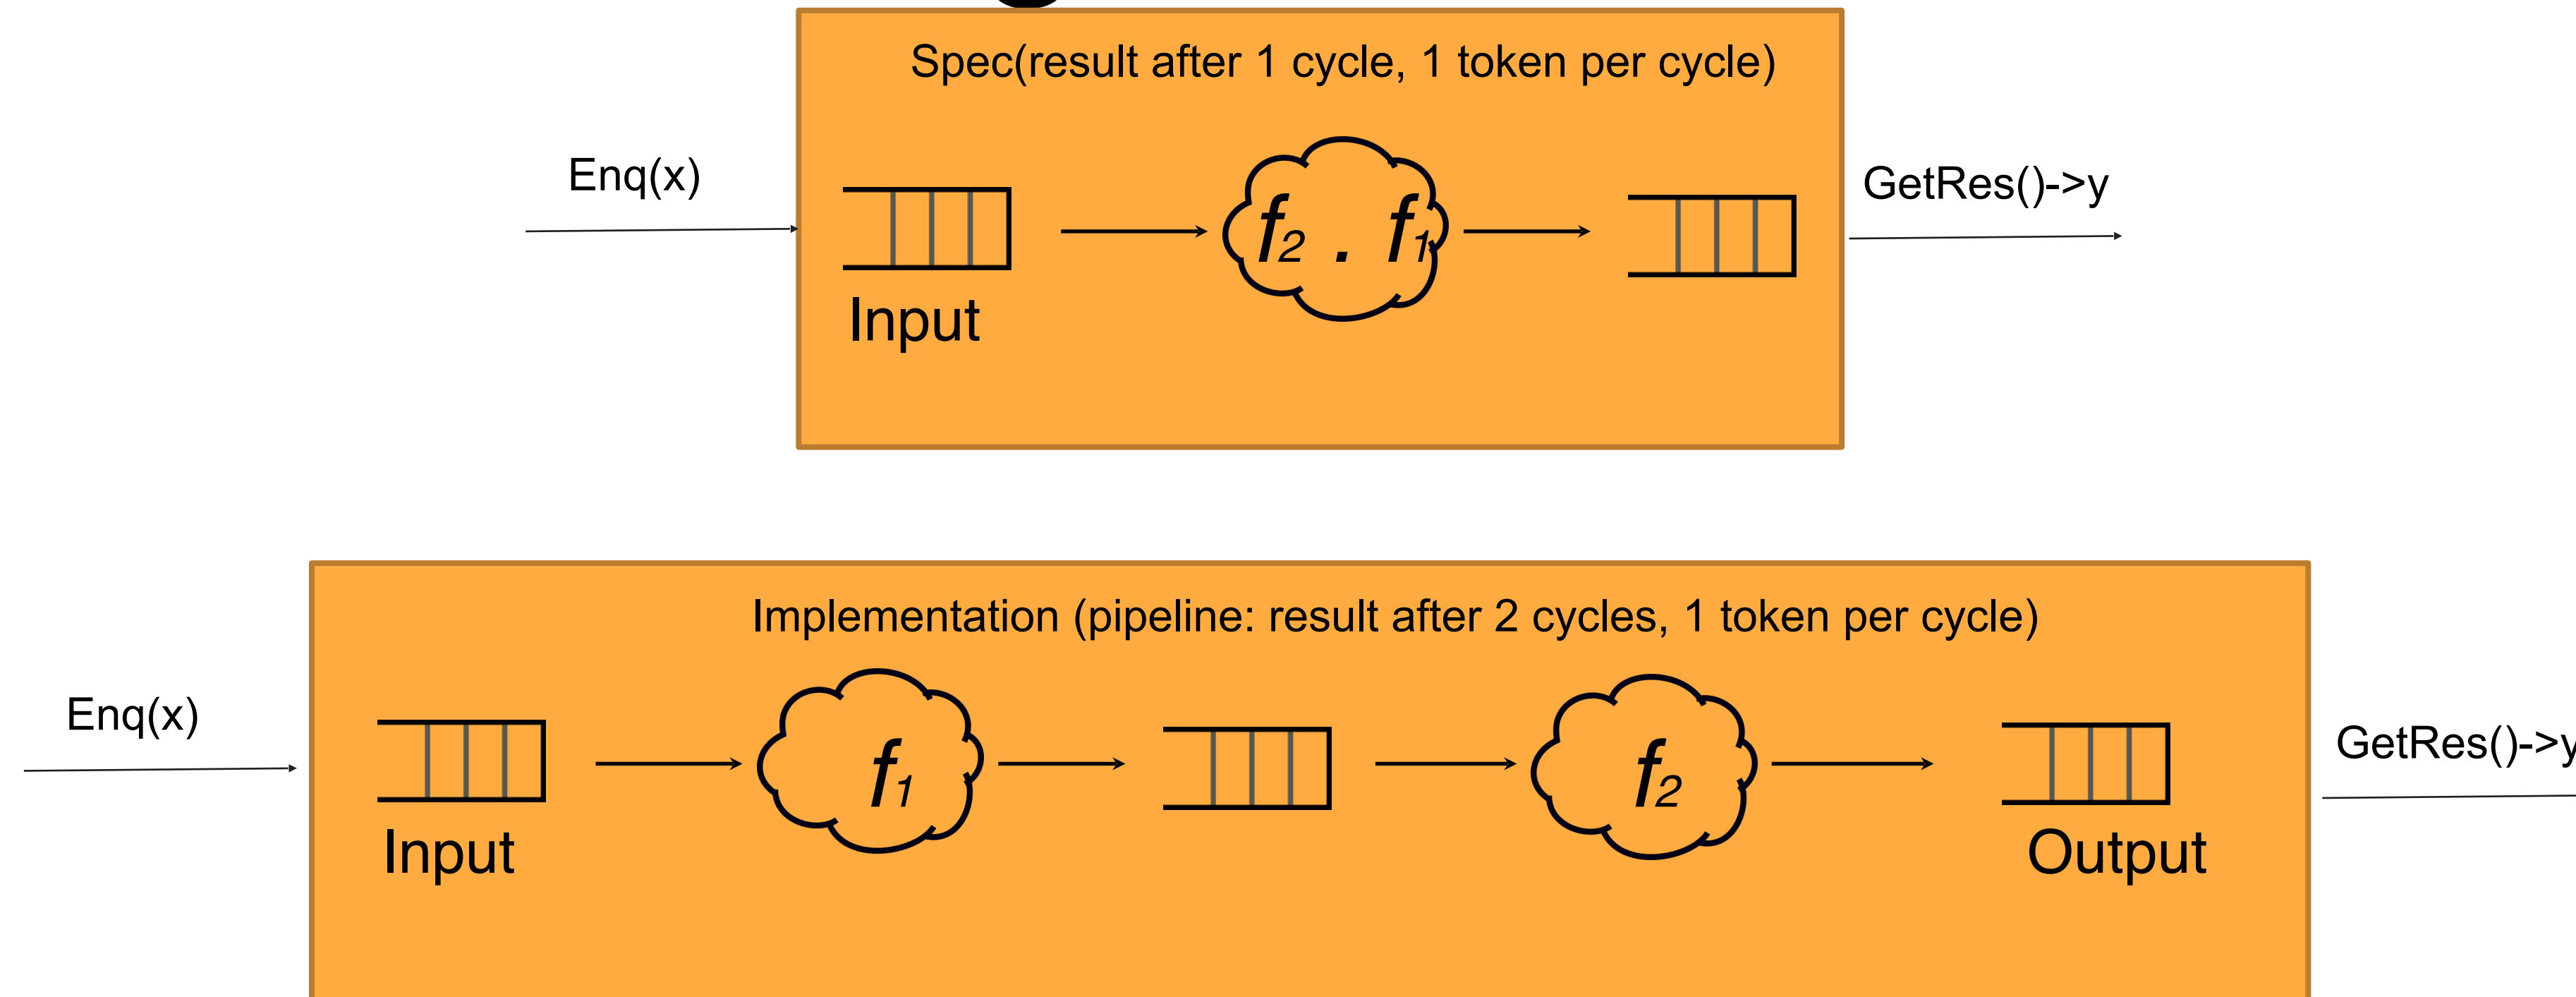 Spec(result after 1 cycle, 1 token per cycle)
Enq(x)
GetRes()->y
f2 . f1
Input
Implementation (pipeline: result after 2 cycles, 1 token per cycle)
Enq(x)
GetRes()->y
f1
f2
Input
Output